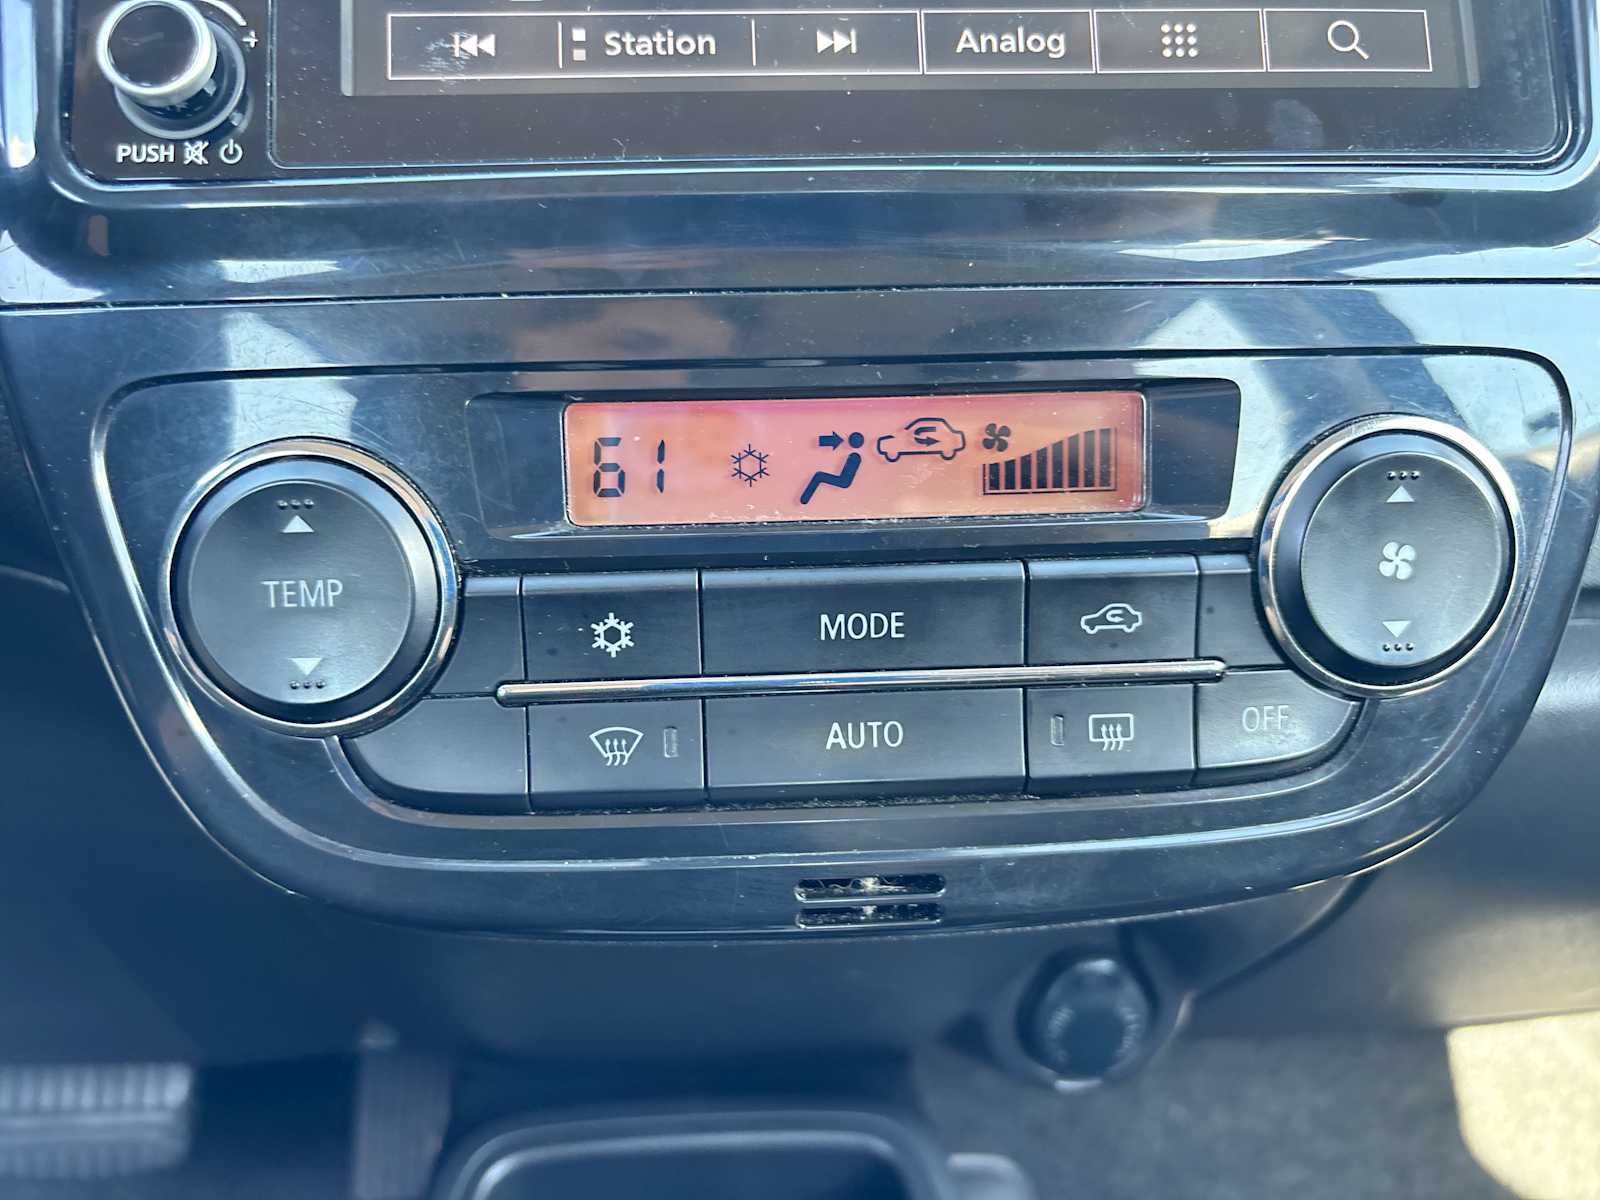 Station
Analog
+
PUSH
61
TEMP
MODE
AUTO
OFF